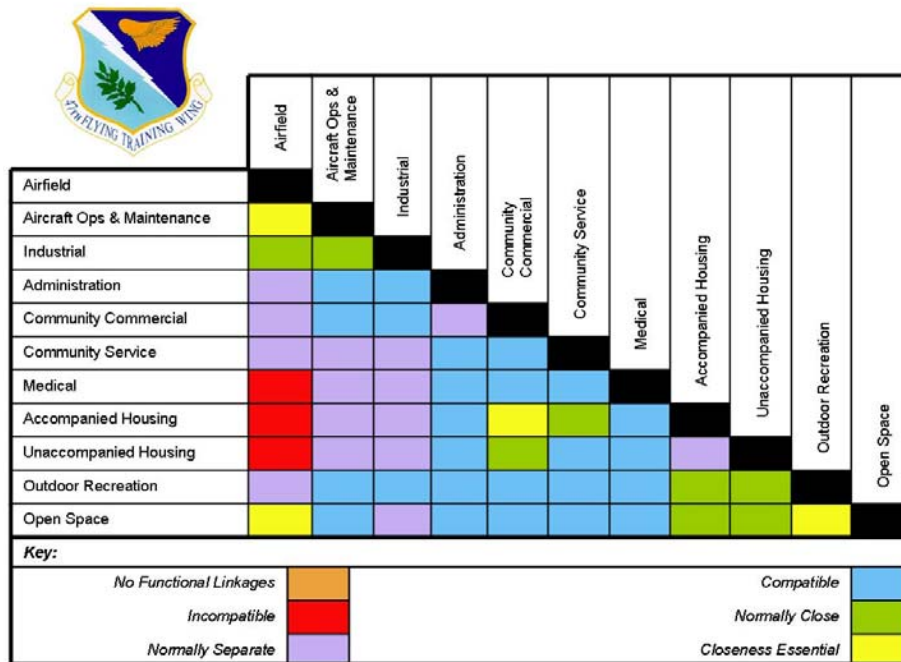 47TH FLYING TRAINING WING
Airfield
Aircraft Ops &
Maintenance
Industrial
Administration
Community
Commercial
Community Service
Medical
Accompanied Housing
Unaccompanied Housing
Outdoor Recreation
Open Space
Airfield
Aircraft Ops & Maintenance
Industrial
Administration
Community Commercial
Community Service
Medical
Accompanied Housing
Unaccompanied Housing
Outdoor Recreation
Open Space
Key:
No Functional Linkages
Compatible
Incompatible
Normally Close
Normally Separate
Closeness Essential